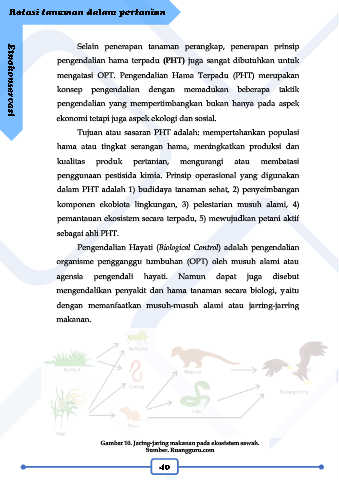 Rotasi tanaman dalam pertanian
Etnokonservasi
Selain penerapan tanaman perangkap, penerapan prinsip
pengendalian hama terpadu (PHT) juga sangat dibutuhkan untuk
mengatasi OPT. Pengendalian Hama Terpadu (PHT) merupakan
konsep pengendalian dengan memadukan beberapa taktik
pengendalian yang mempertimbangkan bukan hanya pada aspek
ekonomi tetapi juga aspek ekologi dan sosial.
Tujuan atau sasaran PHT adalah: mempertahankan populasi
hama atau tingkat serangan hama, meningkatkan produksi dan
kualitas produk pertanian, mengurangi atau membatasi
penggunaan pestisida kimia. Prinsip operasional yang digunakan
dalam PHT adalah 1) budidaya tanaman sehat, 2) penyeimbangan
komponen ekobiota lingkungan, 3) pelestarian musuh alami, 4)
pemantauan ekosistem secara terpadu, 5) mewujudkan petani aktif
sebagai ahli PHT.
Pengendalian Hayati (Biological Control) adalah pengendalian
organisme pengganggu tumbuhan (OPT) oleh musuh alami atau
agensia pengendali hayati. Namun dapat juga disebut
mengendalikan penyakit dan hama tanaman secara biologi, yaitu
dengan memanfaatkan musuh-musuh alami atau jarring-jarring
makanan.
Gambar 10. Jaring-jaring makanan pada ekosistem sawah.
Sumber. Ruangguru.com
40